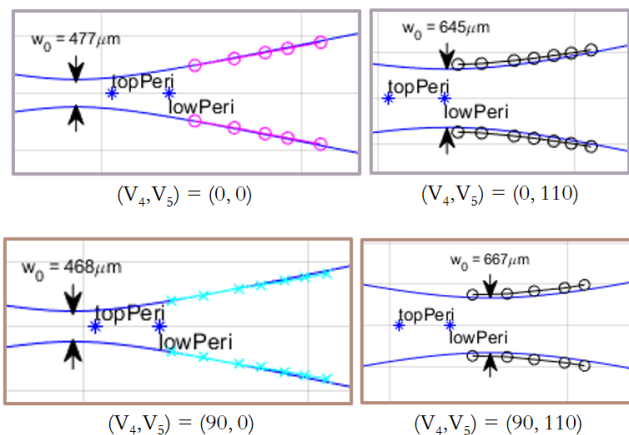 w₀ = 477μm
topPeri
lowPeri
(V₄,V₅) = (0, 0)
w₀ = 645μm
topPeri
lowPeri
(V₄,V₅) = (0, 110)
w₀ = 468μm
topPeri
lowPeri
(V₄,V₅) = (90, 0)
w₀ = 667μm
topPeri
lowPeri
(V₄,V₅) = (90, 110)